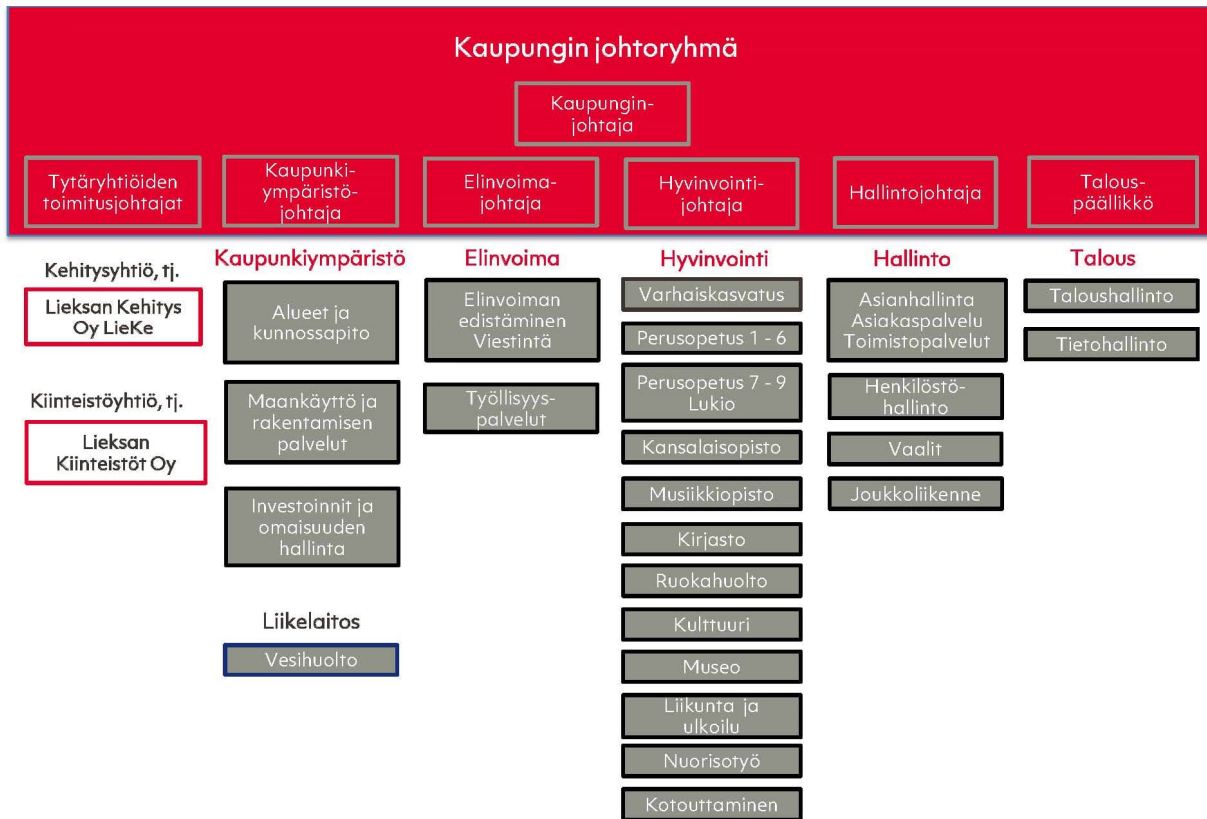 Kaupungin johtoryhmä
Kaupungin-
johtaja
Tytäryhtiöiden
toimitusjohtajat
Kaupunki-
ympäristö-
johtaja
Elinvoima-
johtaja
Hyvinvointi-
johtaja
Hallintojohtaja
Talous-
päällikkö
Kehitysyhtiö, tj.
Lieksan Kehitys
Oy LieKe
Kiinteistöyhtiö, tj.
Lieksan
Kiinteistöt Oy
Kaupunkiympäristö
Alueet ja
kunnossapito
Maankäyttö ja
rakentamisen
palvelut
Investoinnit ja
omaisuuden
hallinta
Liikelaitos
Vesihuolto
Elinvoima
Elinvoiman
edistäminen
Viestintä
Työllisyys-
palvelut
Hyvinvointi
Varhaiskasvatus
Perusopetus 1 - 6
Perusopetus 7 - 9
Lukio
Kansalaisopisto
Musiikkiopisto
Kirjasto
Ruokahuolto
Kulttuuri
Museo
Liikunta ja
ulkoilu
Nuorisotyö
Kotouttaminen
Hallinto
Asianhallinta
Asiakaspalvelu
Toimistopalvelut
Henkilöstö-
hallinto
Vaalit
Joukkoliikenne
Talous
Taloushallinto
Tietohallinto